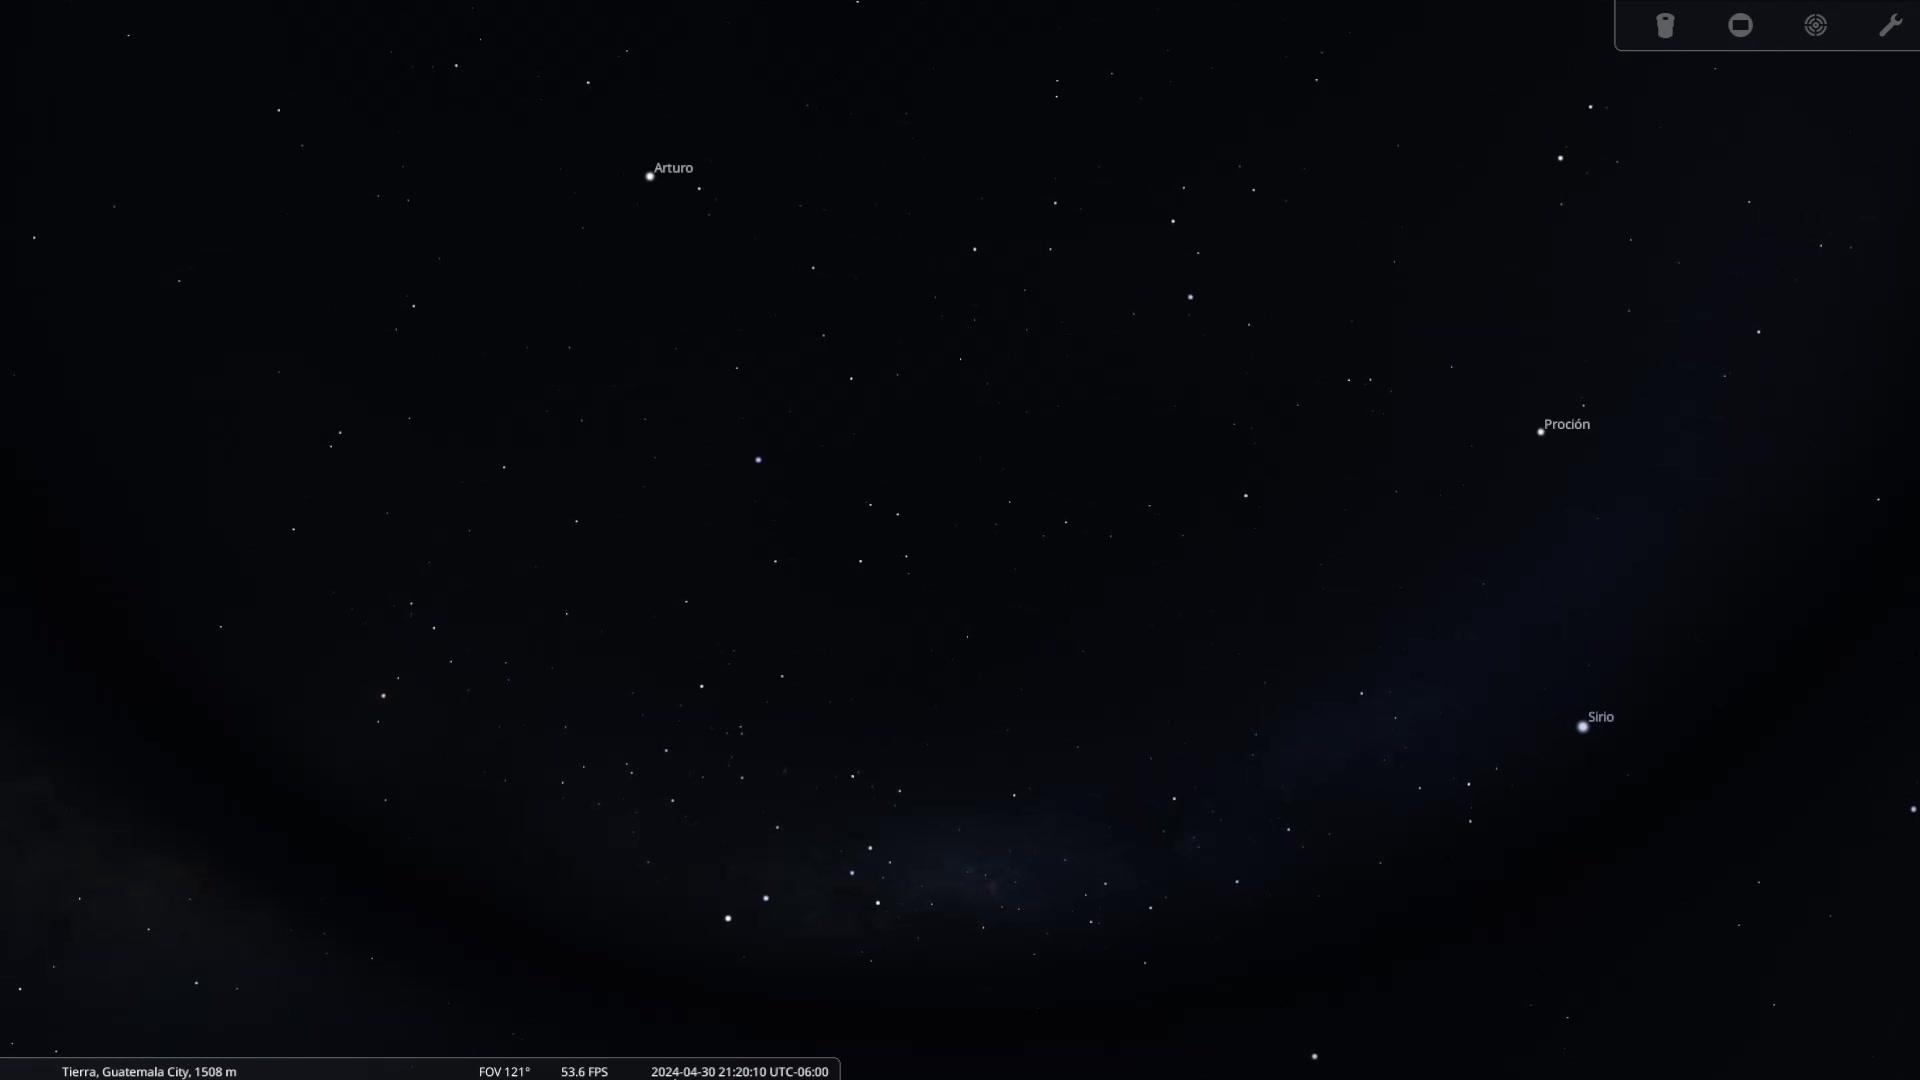 Arturo
Proción
Sirio
Tierra, Guatemala City, 1508 m FOV 121° 53.6 FPS 2024-04-30 21:20:10 UTC-06:00